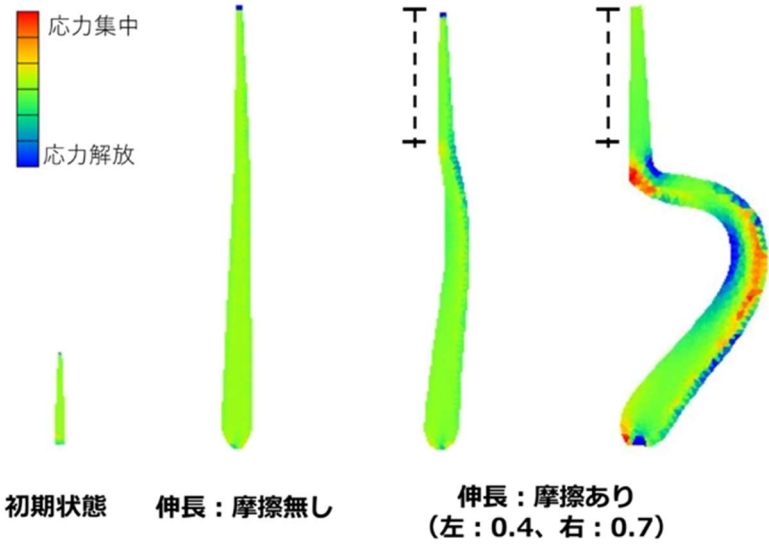 応力集中
応力解放
初期状態
伸長：摩擦無し
伸長：摩擦あり
（左：0.4、右：0.7）